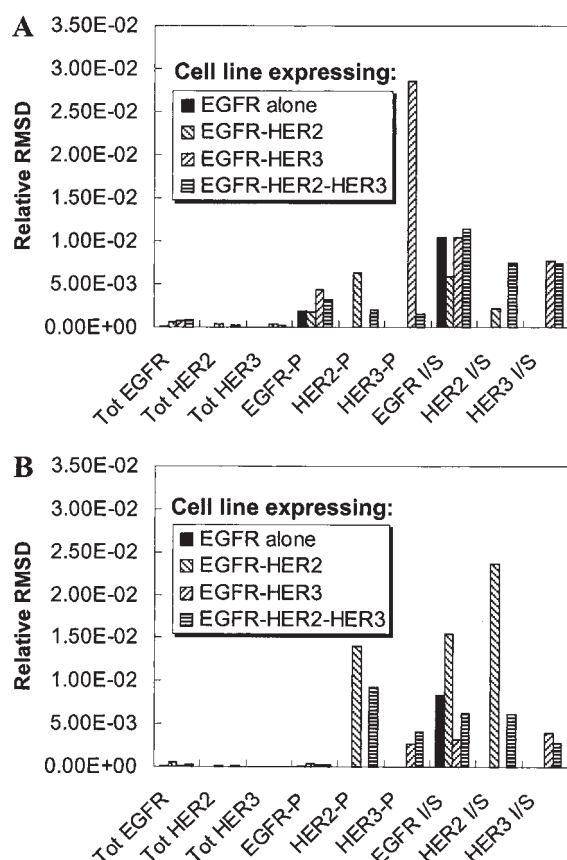 A
3.50E-02
3.00E-02
2.50E-02
2.00E-02
1.50E-02
1.00E-02
5.00E-03
0.00E+00
Relative RMSD
Cell line expressing:
EGFR alone
EGFR-HER2
EGFR-HER3
EGFR-HER2-HER3
Tot EGFR
Tot HER2
Tot HER3
EGFR-P
HER2-P
HER3-P
EGFR I/S
HER2 I/S
HER3 I/S
B
3.50E-02
3.00E-02
2.50E-02
2.00E-02
1.50E-02
1.00E-02
5.00E-03
0.00E+00
Relative RMSD
Cell line expressing:
EGFR alone
EGFR-HER2
EGFR-HER3
EGFR-HER2-HER3
Tot EGFR
Tot HER2
Tot HER3
EGFR-P
HER2-P
HER3-P
EGFR I/S
HER2 I/S
HER3 I/S